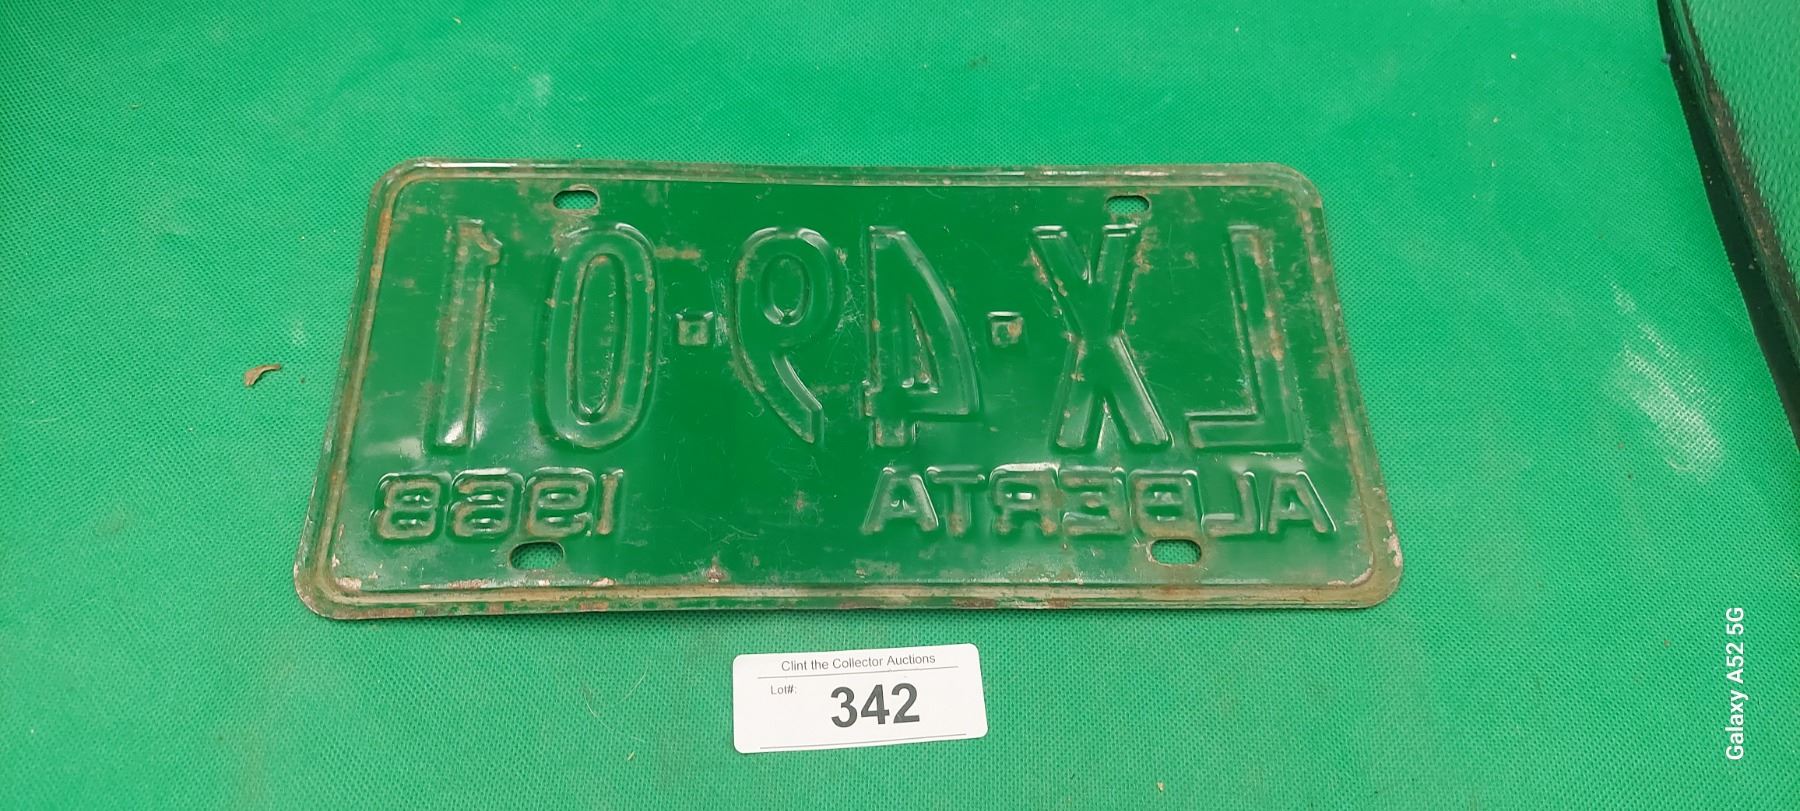 LX·49·01
ALBERTA 1968
Clint the Collector Auctions
Lot#: 342
Galaxy A52 5G